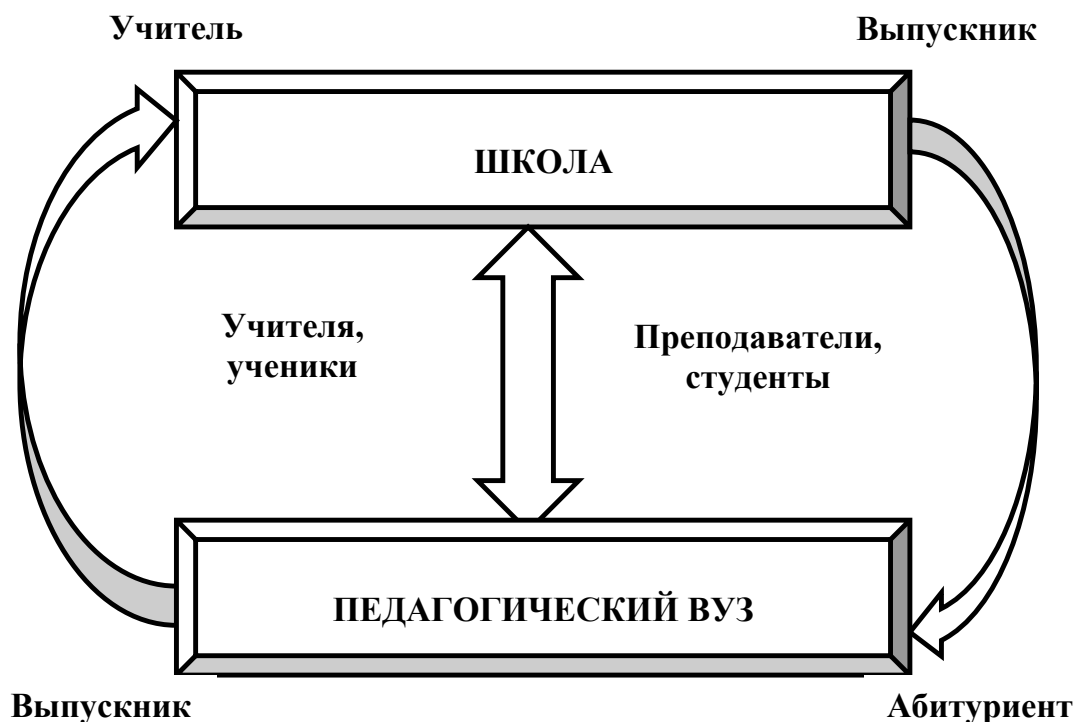 Учитель
Выпускник
ШКОЛА
Учителя,
ученики
Преподаватели,
студенты
ПЕДАГОГИЧЕСКИЙ ВУЗ
Выпускник
Абитуриент